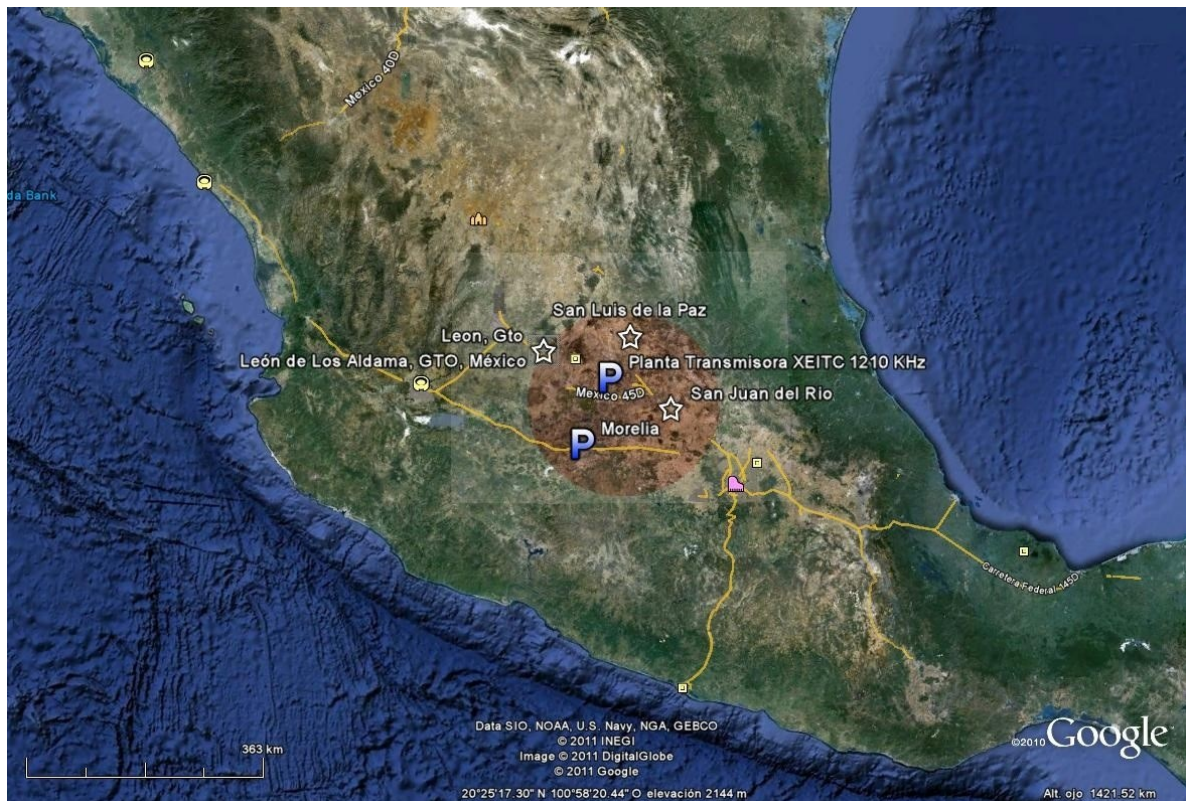 Mexico 40D
da Bank
San Luis de la Paz
Leon, Gto
León de Los Aldama, GTO, México
Planta Transmisora XEITC 1210 KHz
Mexico 45D
San Juan del Rio
Morelia
Carretera Federal 145D
363 km
Data SIO, NOAA, U.S. Navy, NGA, GEBCO
© 2011 INEGI
Image © 2011 DigitalGlobe
© 2011 Google
©2010 Google
20°25'17.30" N 100°58'20.44" O elevación 2144 m
Alt. ojo 1421.52 km